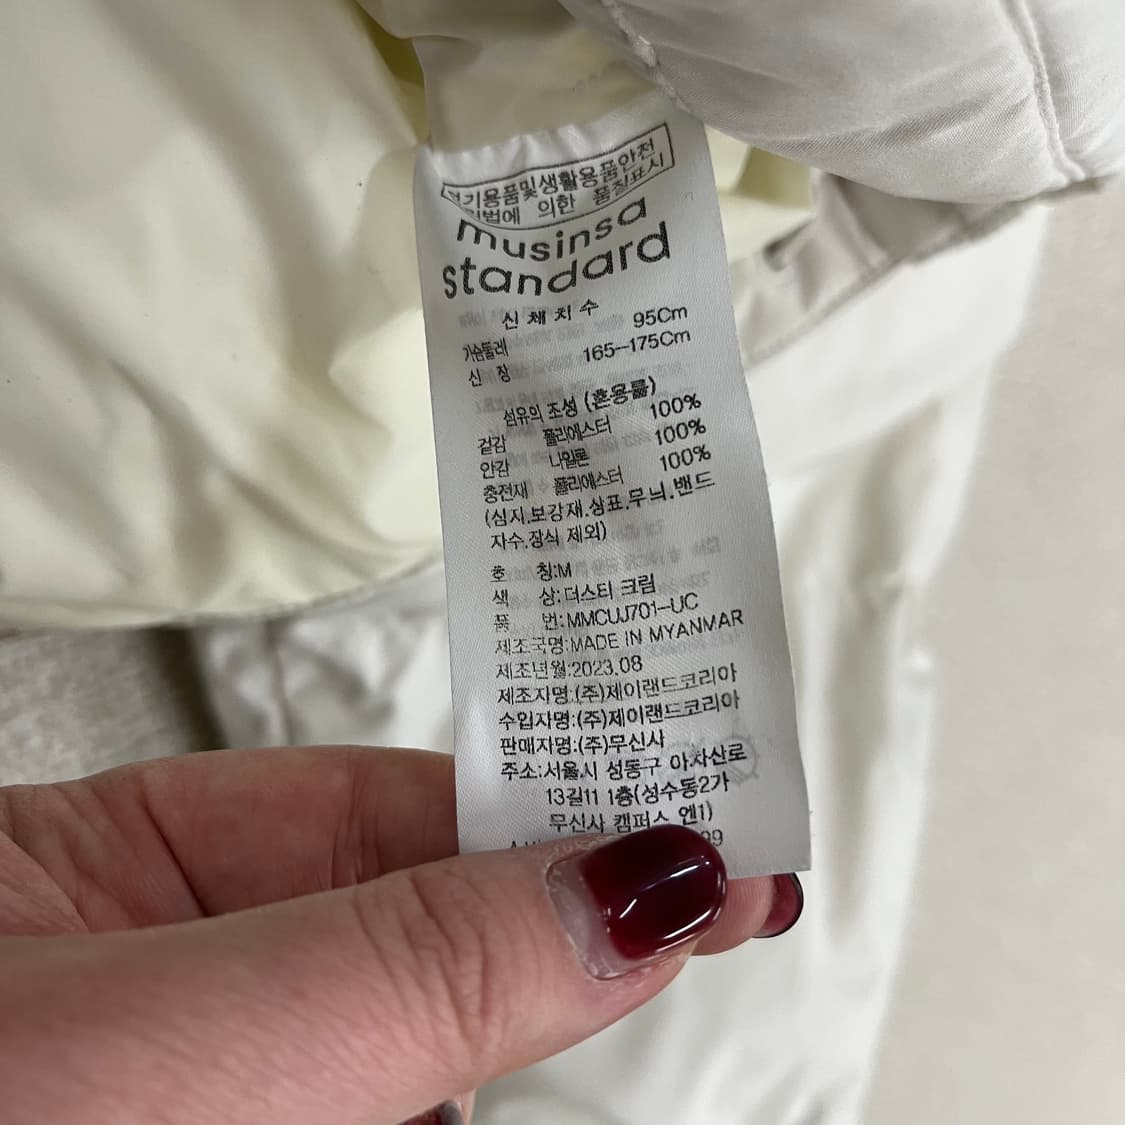 전기용품및생활용품안전
관리법에 의한 품질표시
musinsa
standard
신체치수
가슴둘레 95Cm
신 장 165-175Cm
섬유의 조성 (혼용률)
겉감 폴리에스터 100%
안감 나일론 100%
충전재 폴리에스터 100%
(심지.보강재.상표.무늬.밴드
자수.장식 제외)
호 칭:M
색 상:더스티 크림
품 번:MMCUJ701-UC
제조국명:MADE IN MYANMAR
제조년월:2023.08
제조자명:(주)제이랜드코리아
수입자명:(주)제이랜드코리아
판매자명:(주)무신사
주소:서울.시 성동구 아차산로
13길11 1층(성수동2가
무신사 캠퍼스 엔1)